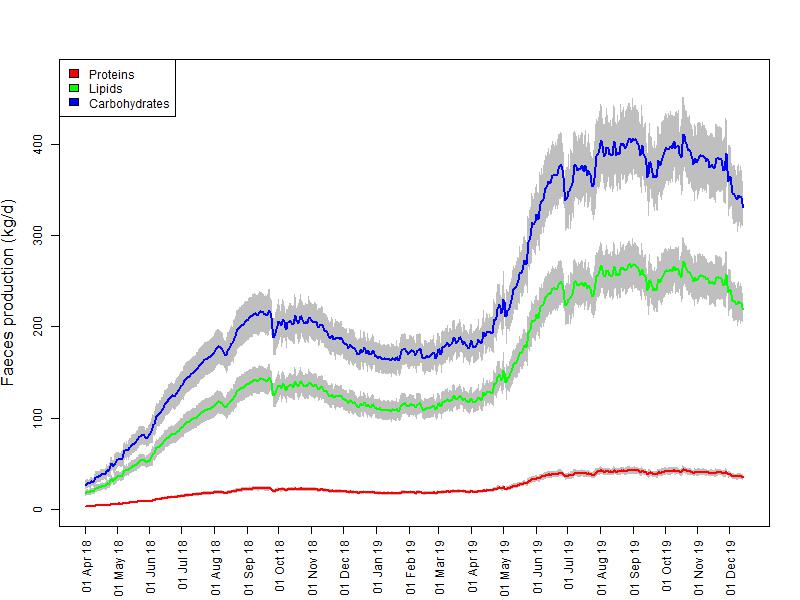 Proteins
Lipids
Carbohydrates
Faeces production (kg/d)
400
300
200
100
0
01 Apr 18
01 May 18
01 Jun 18
01 Jul 18
01 Aug 18
01 Sep 18
01 Oct 18
01 Nov 18
01 Dec 18
01 Jan 19
01 Feb 19
01 Mar 19
01 Apr 19
01 May 19
01 Jun 19
01 Jul 19
01 Aug 19
01 Sep 19
01 Oct 19
01 Nov 19
01 Dec 19